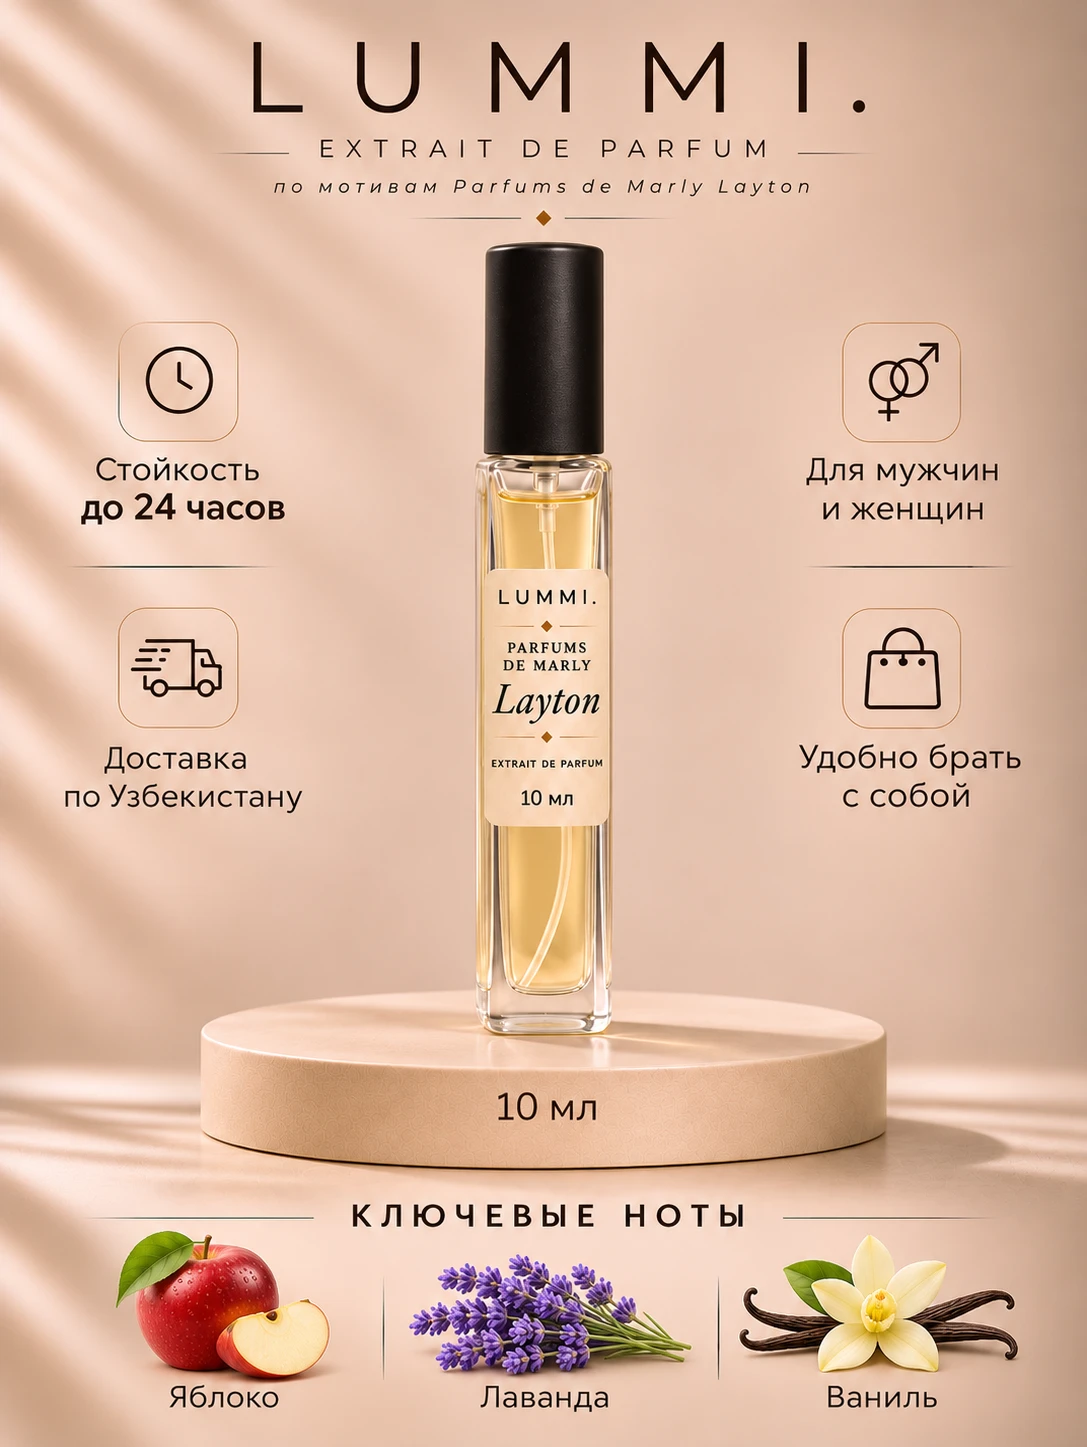 LUMMI.
EXTRAIT DE PARFUM
по мотивам Parfums de Marly Layton
Стойкость
до 24 часов
Для мужчин
и женщин
Доставка
по Узбекистану
Удобно брать
с собой
LUMMI.
PARFUMS
DE MARLY
Layton
EXTRAIT DE PARFUM
10 мл
10 мл
КЛЮЧЕВЫЕ НОТЫ
Яблоко
Лаванда
Ваниль